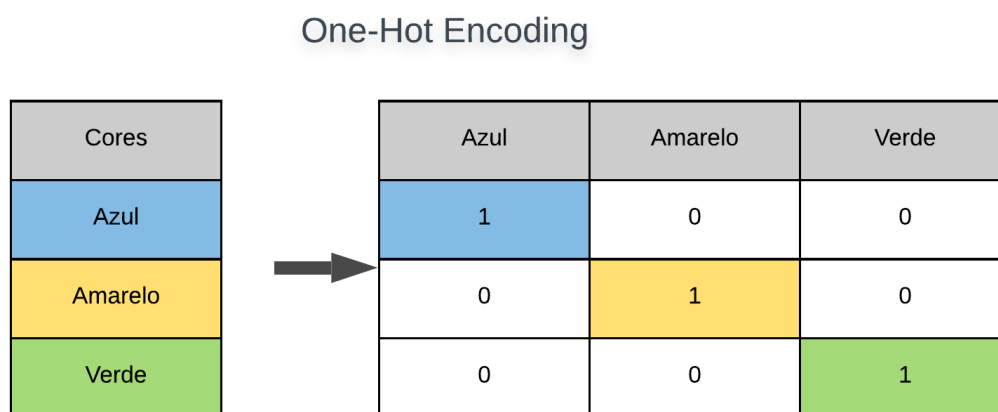 One-Hot Encoding
Cores
Azul
Amarelo
Verde
Azul Amarelo Verde
1 0 0
0 1 0
0 0 1